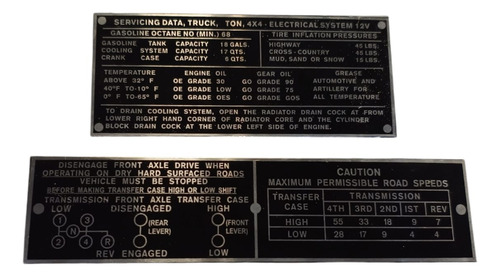 SERVICING DATA, TRUCK, TON, 4X4 - ELECTRICAL SYSTEM 12V
GASOLINE OCTANE NO (MIN.) 68
GASOLINE TANK CAPACITY 18 GALS.
COOLING SYSTEM CAPACITY 17 QTS.
CRANK CASE CAPACITY 6 QTS.
TIRE INFLATION PRESSURES
HIGHWAY 45 LBS.
CROSS-COUNTRY 45 LBS.
MUD, SAND OR SNOW 15 LBS.
TEMPERATURE ENGINE OIL GEAR OIL GREASE
ABOVE 32° F OE GRADE 30 GO GRADE 90 AUTOMOTIVE AND
40°F TO-10° F OE GRADE LOW GO GRADE 75 ARTILLERY FOR
0° F TO-65° F OE GRADE OES GO GRADE GOS ALL TEMPERATURE
TO DRAIN COOLING SYSTEM, OPEN THE RADIATOR DRAIN COCK AT FROM
LOWER RIGHT HAND CORNER OF RADIATOR CORE AND THE CYLINDER
BLOCK DRAIN COCK AT THE LOWER LEFT SIDE OF ENGINE.
DISENGAGE FRONT AXLE DRIVE WHEN
OPERATING ON DRY HARD SURFACED ROADS
VEHICLE MUST BE STOPPED
BEFORE MAKING TRANSFER CASE HIGH OR LOW SHIFT
TRANSMISSION FRONT AXLE TRANSFER CASE
LOW DISENGAGED HIGH
1 3
N
2 4 R
(REAR LEVER)
(FRONT LEVER)
REV ENGAGED LOW
CAUTION
MAXIMUM PERMISSIBLE ROAD SPEEDS
TRANSFER CASE TRANSMISSION
4TH 3RD 2ND 1ST REV
HIGH 55 33 18 9 7
LOW 28 17 9 4 4